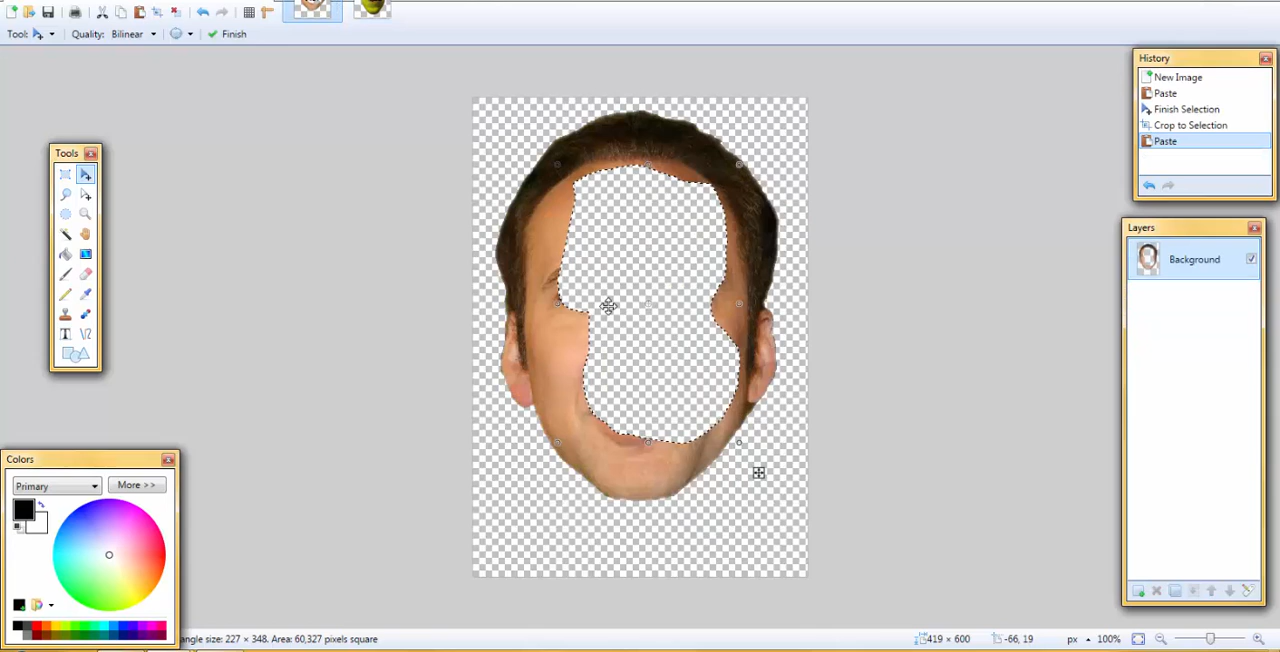 Tool:
Quality: Bilinear
Finish
History
New Image
Paste
Finish Selection
Crop to Selection
Paste
Tools
Layers
Background
Colors
Primary
More >>
angle size: 227 × 348. Area: 60,327 pixels square
419 × 600
-66, 19
px
100%